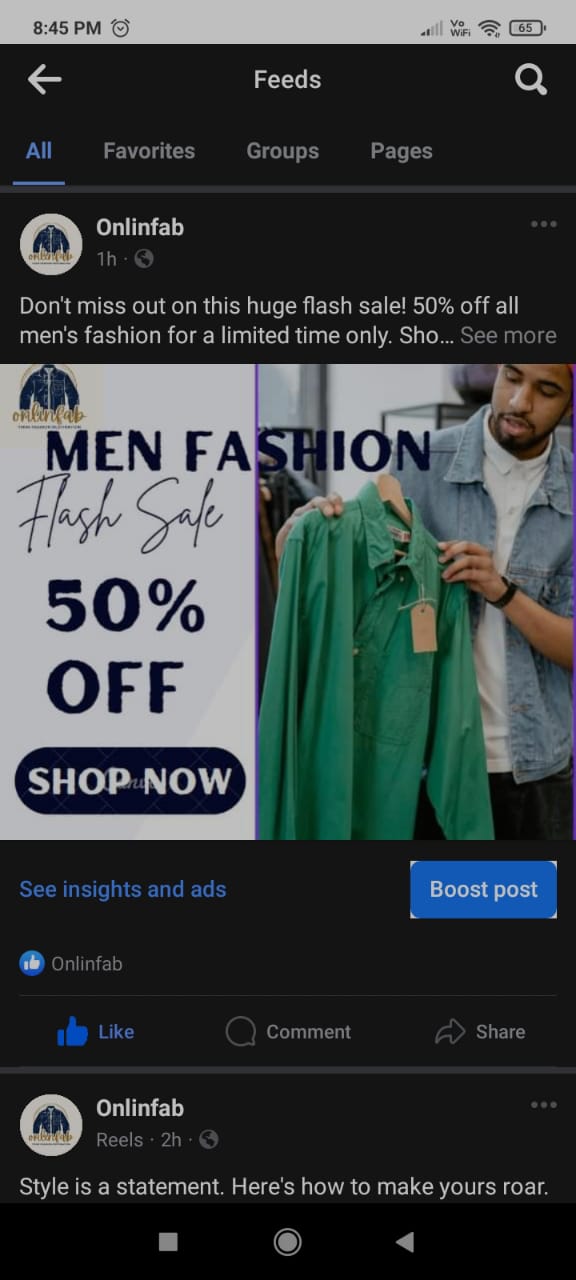 8:45 PM
Vo
WiFi
65
Feeds
All Favorites Groups Pages
Onlinfab
1h ·
Don't miss out on this huge flash sale! 50% off all
men's fashion for a limited time only. Sho... See more
onlinfab
MEN FASHION
Flash Sale
50%
OFF
SHOP NOW
See insights and ads
Boost post
Onlinfab
Like Comment Share
Onlinfab
Reels · 2h ·
Style is a statement. Here's how to make yours roar.